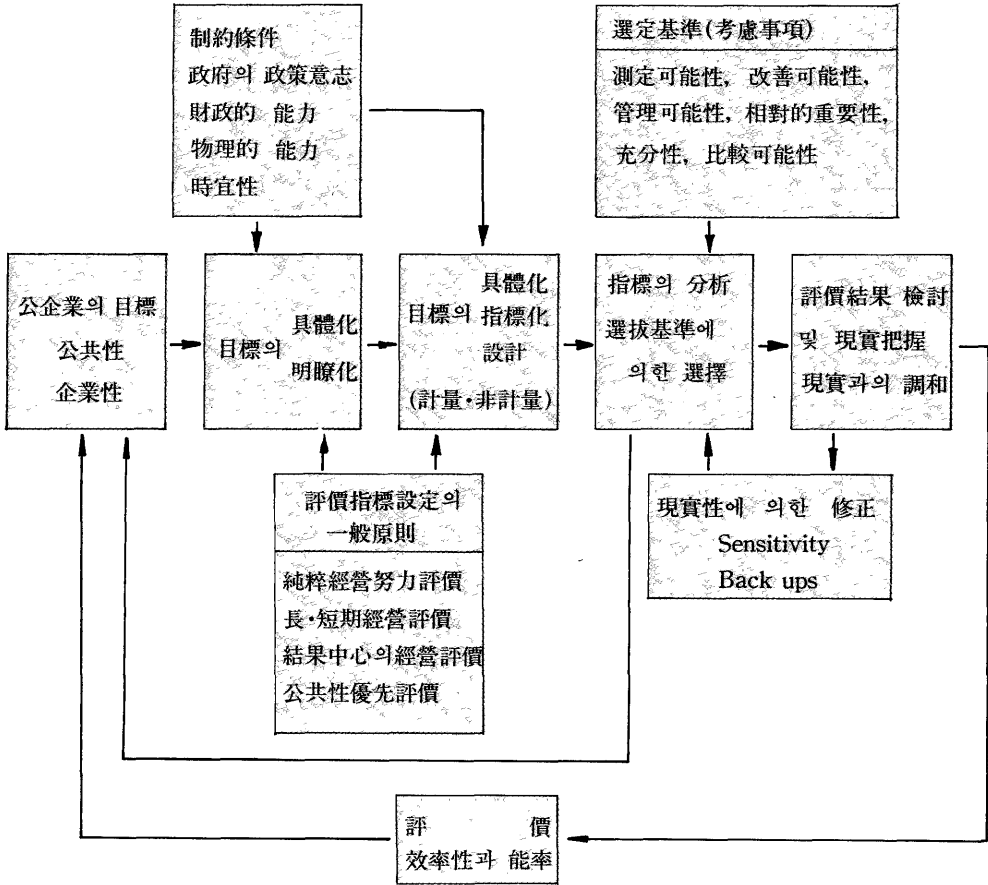 制約條件
政府의 政策意志
財政的 能力
物理的 能力
時宜性
選定基準(考慮事項)
測定可能性, 改善可能性,
管理可能性, 相對的重要性,
充分性, 比較可能性
公企業의 目標
公共性
企業性
具體化
目標의
明瞭化
具體化
目標의 指標化
設計
(計量·非計量)
指標의 分析
選拔基準에
의한 選擇
評價結果 檢討
및 現實把握
現實과의 調和
評價指標設定의
一般原則
純粹經營努力評價
長·短期經營評價
結果中心의經營評價
公共性優先評價
現實性에 의한 修正
Sensitivity
Back ups
評 價
效率性과 能率